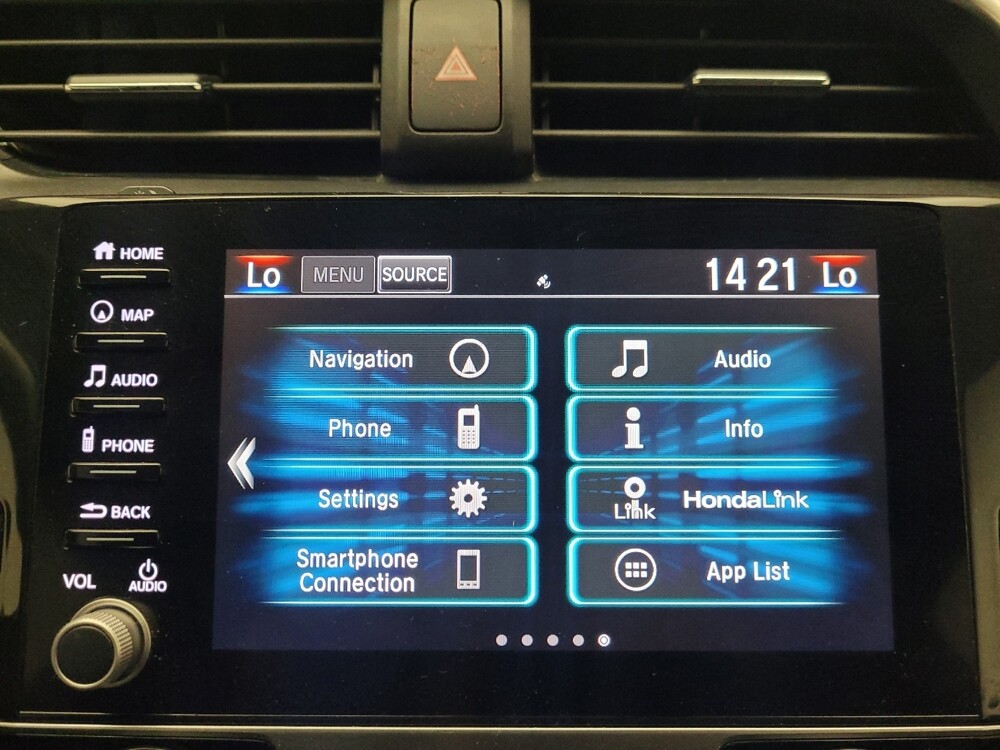 HOME
MAP
AUDIO
PHONE
BACK
VOL
AUDIO
Lo MENU SOURCE 14 21 Lo
Navigation
Audio
Phone
Info
Settings
Link
HondaLink
Smartphone
Connection
App List